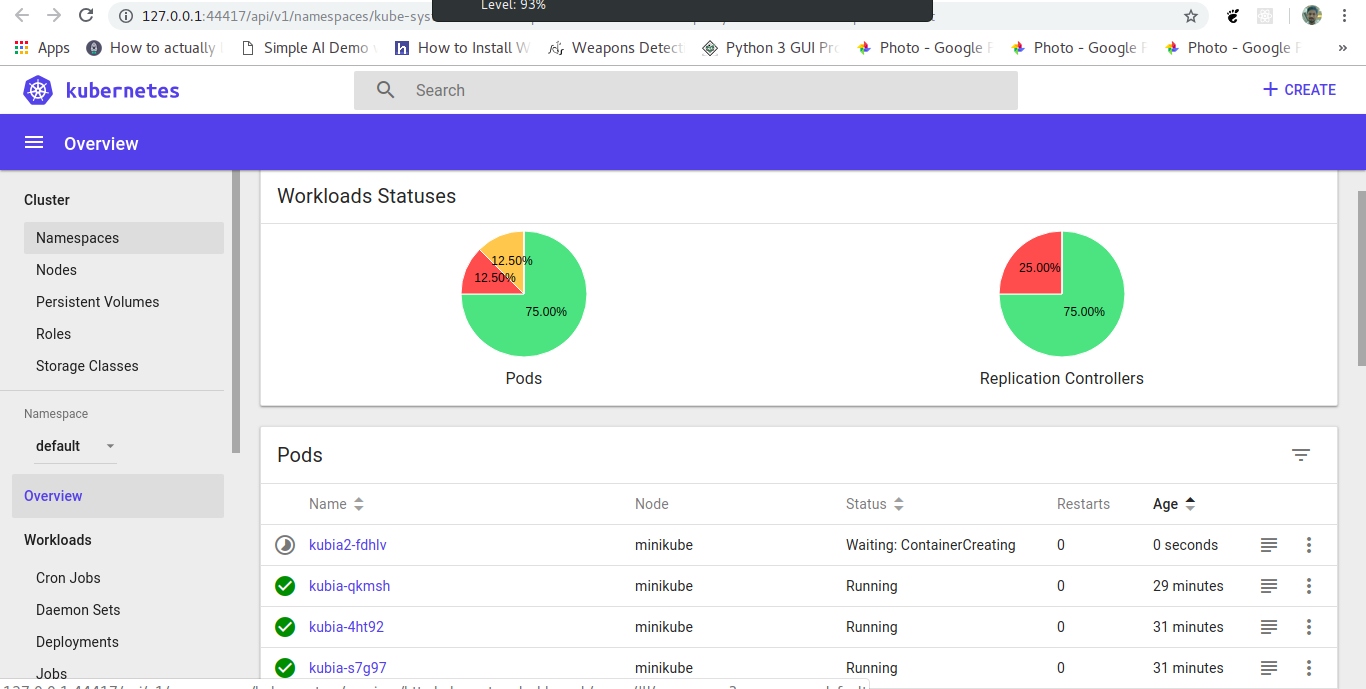 Level: 93%
127.0.0.1:44417/api/v1/namespaces/kube-sys
Apps How to actually Simple AI Demo How to Install W Weapons Detect Python 3 GUI Pr Photo - Google Photo - Google Photo - Google »
kubernetes Search + CREATE
Overview
Cluster
Namespaces
Nodes
Persistent Volumes
Roles
Storage Classes
Namespace
default
Overview
Workloads
Cron Jobs
Daemon Sets
Deployments
Jobs
Workloads Statuses
12.50%
12.50%
75.00%
Pods
25.00%
75.00%
Replication Controllers
Pods
Name Node Status Restarts Age
kubia2-fdhlv minikube Waiting: ContainerCreating 0 0 seconds
kubia-qkmsh minikube Running 0 29 minutes
kubia-4ht92 minikube Running 0 31 minutes
kubia-s7g97 minikube Running 0 31 minutes